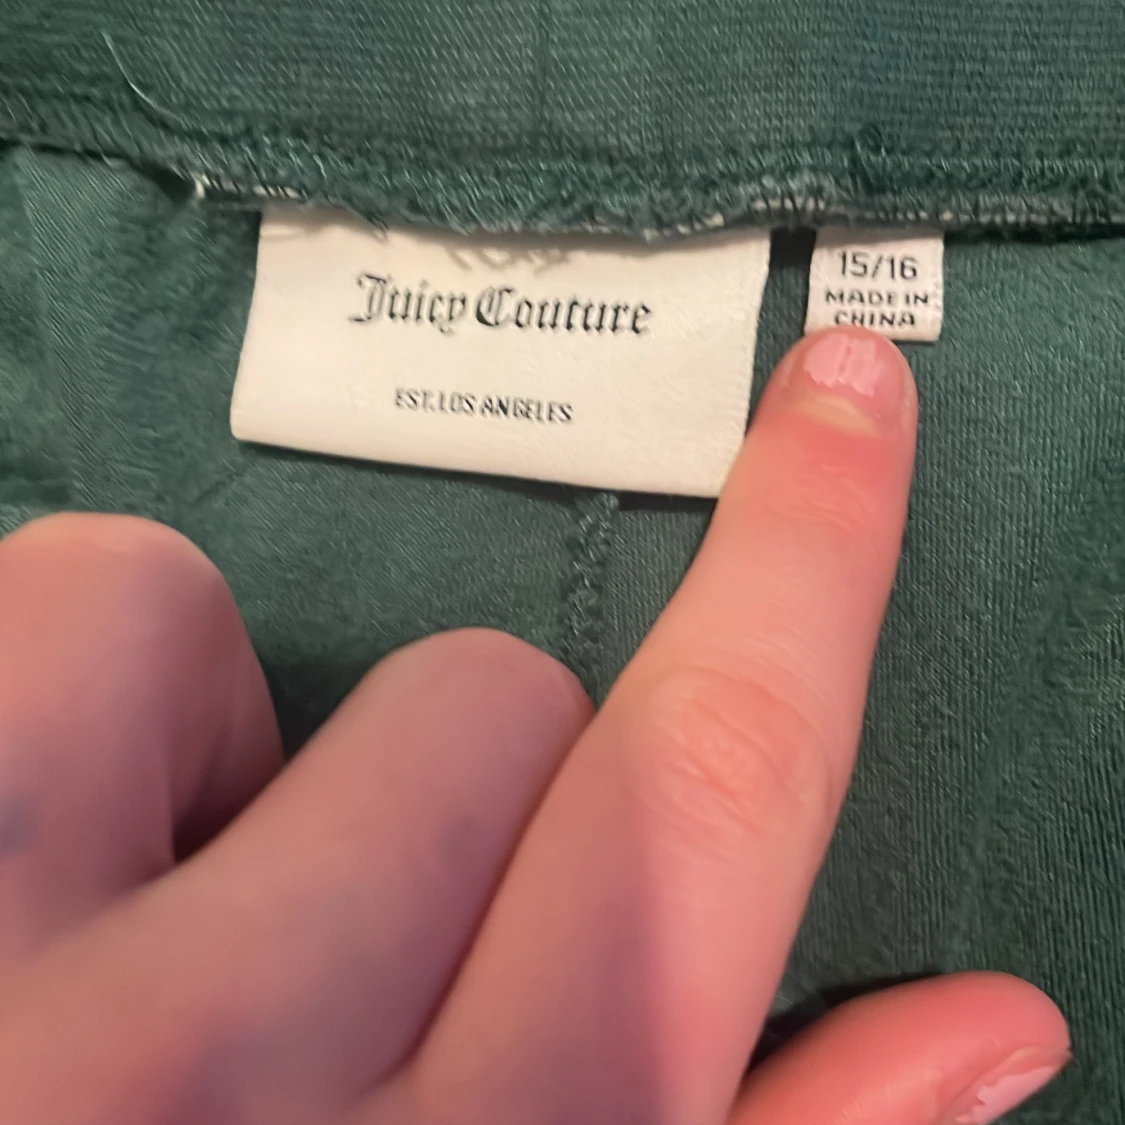 Juicy Couture
EST. LOS ANGELES
15/16
MADE IN
CHINA